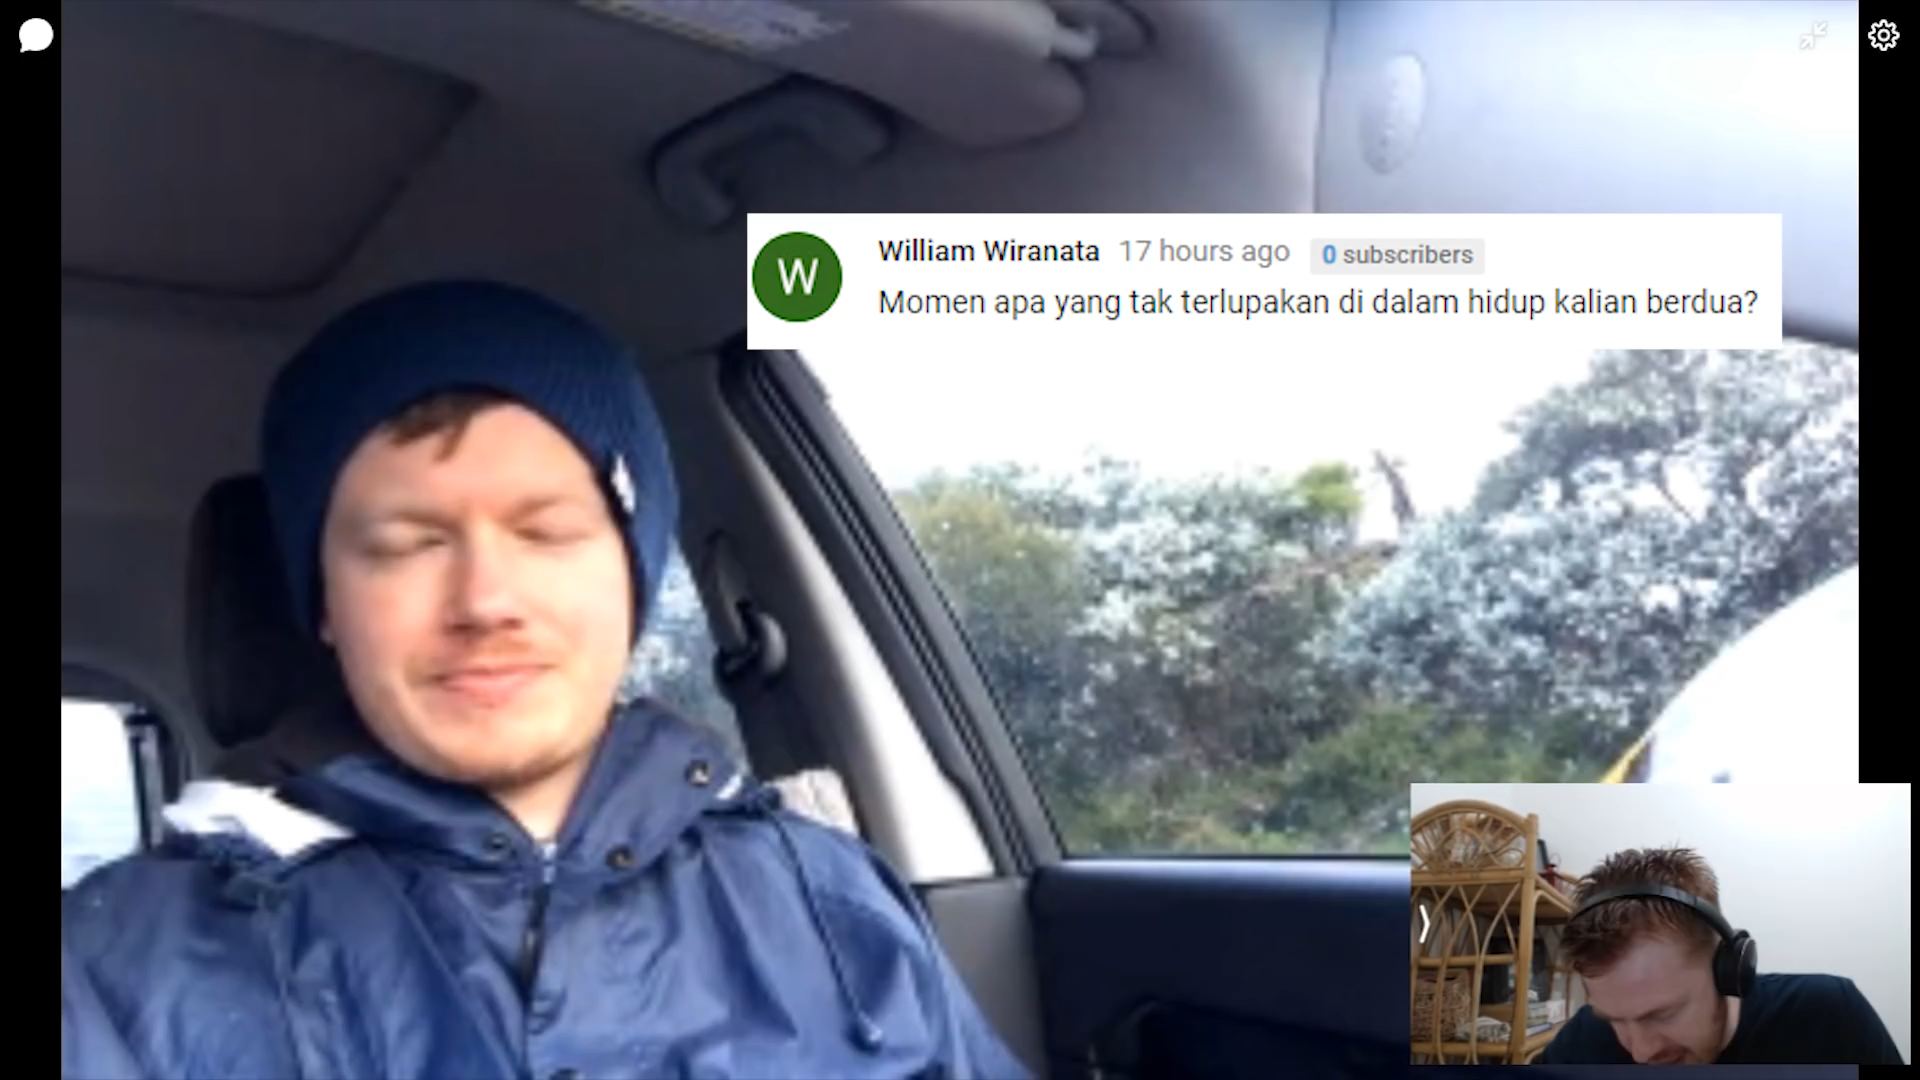 W
William Wiranata 17 hours ago 0 subscribers
Momen apa yang tak terlupakan di dalam hidup kalian berdua?